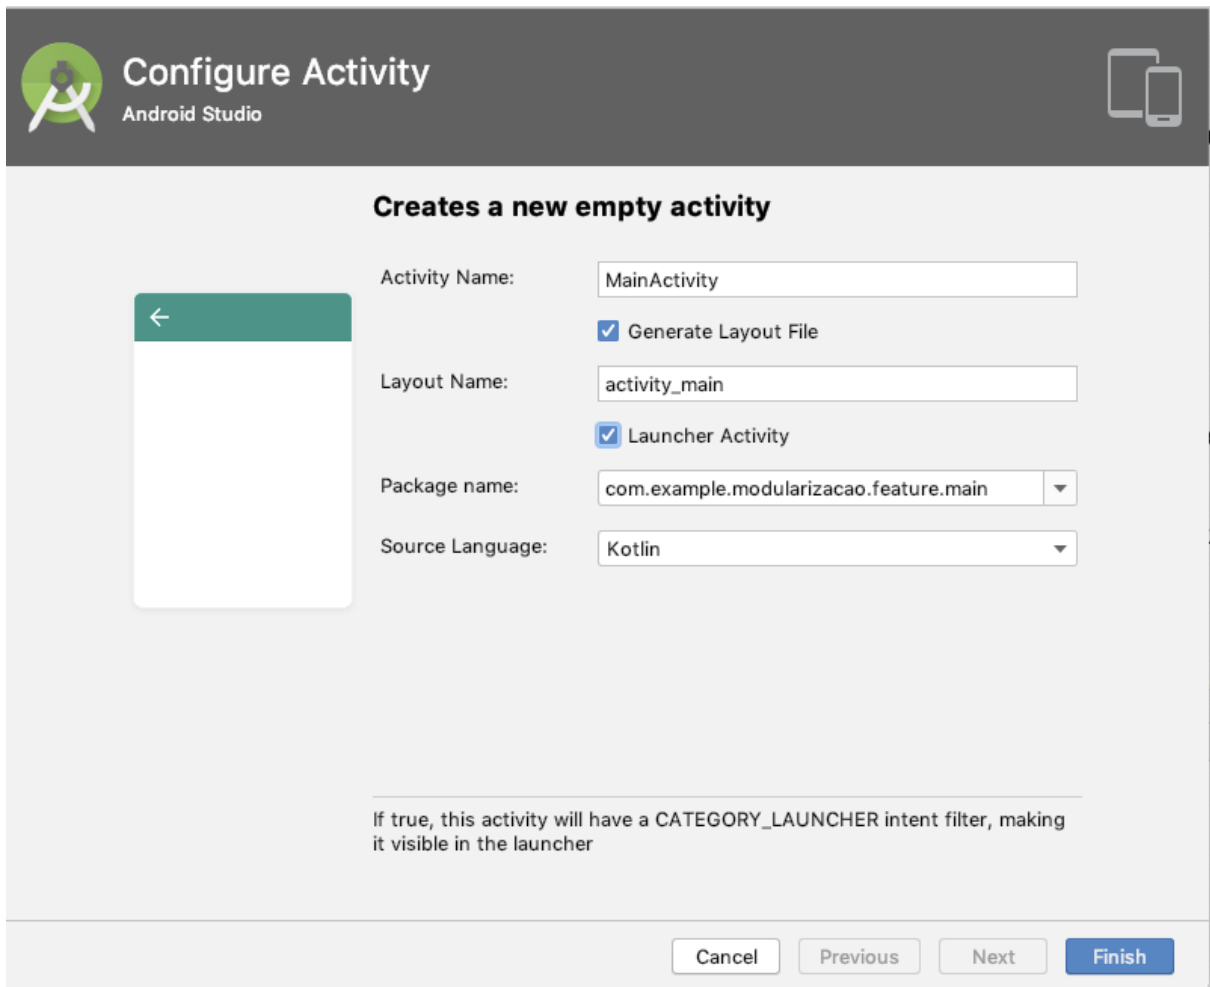 Configure Activity
Android Studio
Creates a new empty activity
Activity Name:
MainActivity
Generate Layout File
Layout Name:
activity_main
Launcher Activity
Package name:
com.example.modularizacao.feature.main
Source Language:
Kotlin
If true, this activity will have a CATEGORY_LAUNCHER intent filter, making
it visible in the launcher
Cancel
Previous
Next
Finish